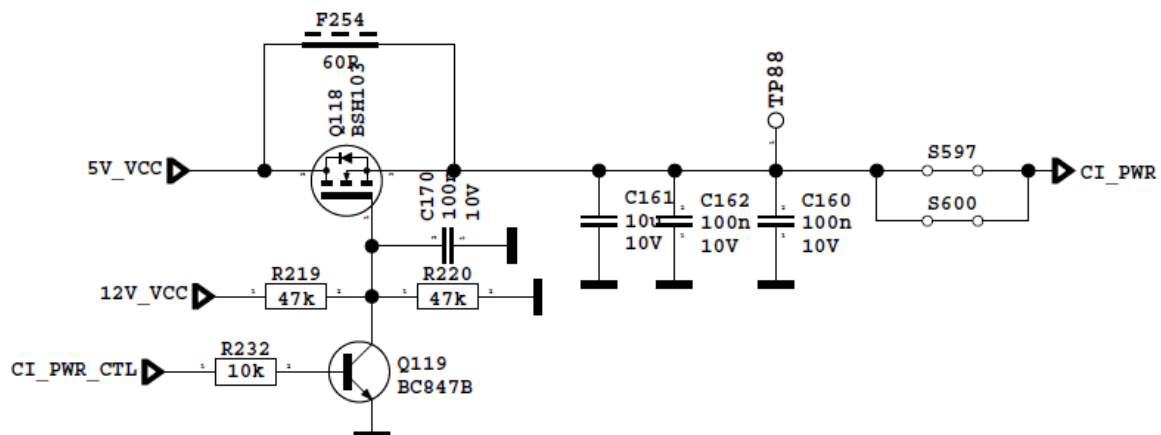 F254
60R
Q118
BSH103
TP88
5V_VCC
S597
CI_PWR
C170
100n
10V
C161
10u
10V
C162
100n
10V
C160
100n
10V
S600
R219
47k
R220
47k
12V_VCC
R232
10k
CI_PWR_CTL
Q119
BC847B